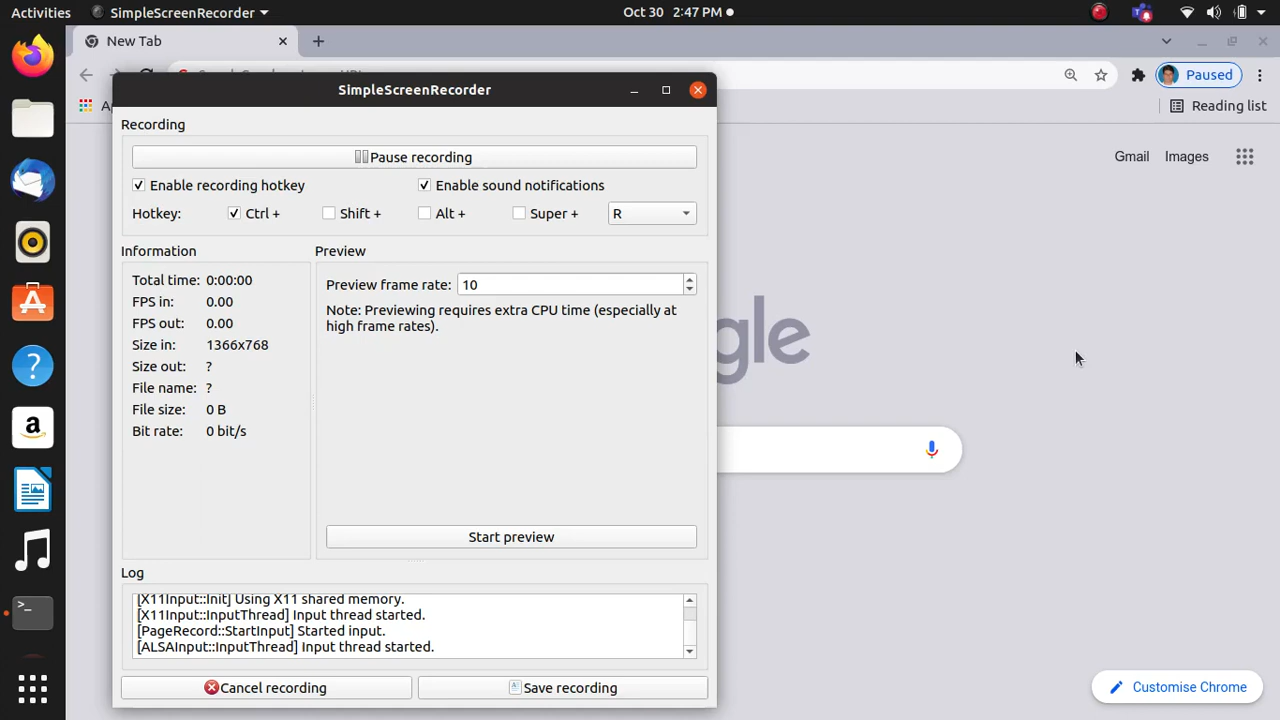 Activities SimpleScreenRecorder Oct 30 2:47 PM
New Tab
Paused
Reading list
SimpleScreenRecorder
Gmail Images
Recording
Pause recording
Enable recording hotkey Enable sound notifications
Hotkey: Ctrl + Shift + Alt + Super + R
Information Preview
Total time: 0:00:00
FPS in: 0.00
FPS out: 0.00
Size in: 1366x768
Size out: ?
File name: ?
File size: 0 B
Bit rate: 0 bit/s
Preview frame rate: 10
Note: Previewing requires extra CPU time (especially at
high frame rates).
gle
Start preview
Log
[X11Input::Init] Using X11 shared memory.
[X11Input::InputThread] Input thread started.
[PageRecord::StartInput] Started input.
[ALSAInput::InputThread] Input thread started.
Cancel recording Save recording
Customise Chrome